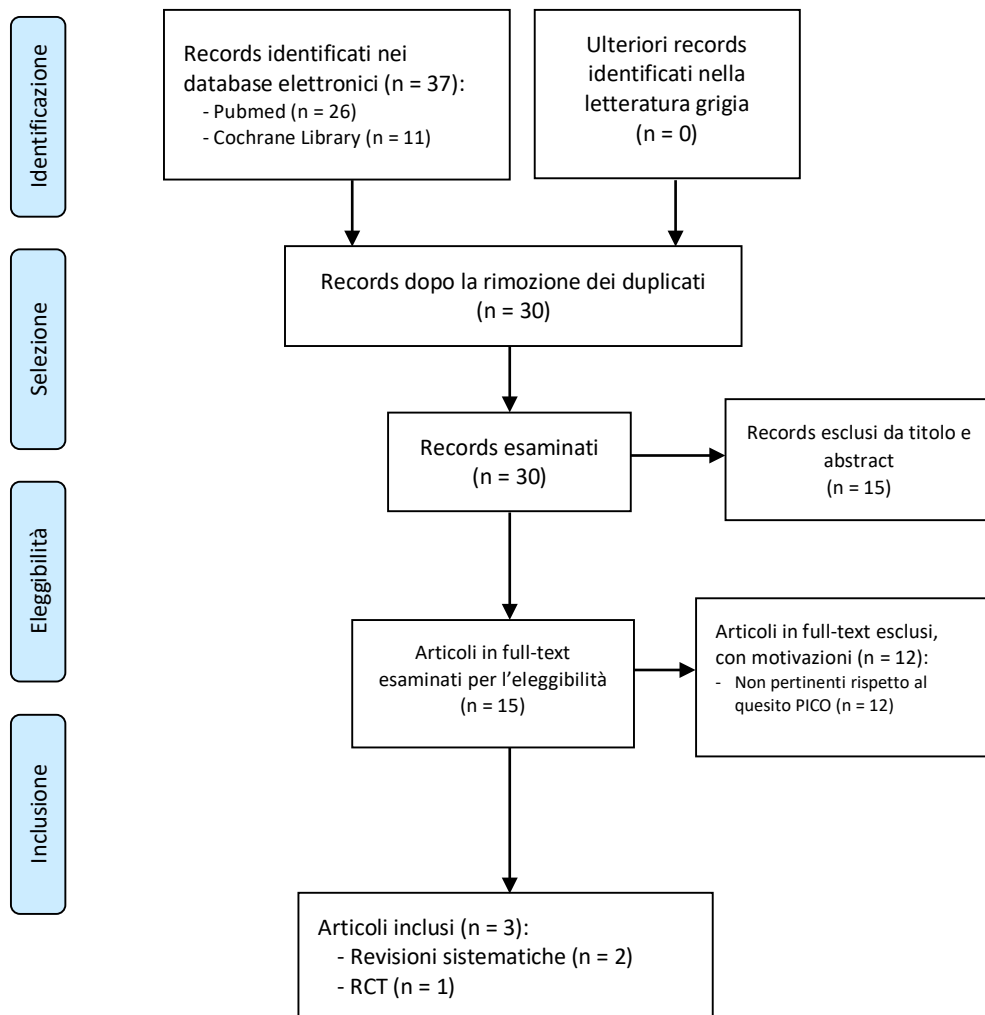 Identificazione
Records identificati nei
database elettronici (n = 37):
- Pubmed (n = 26)
- Cochrane Library (n = 11)
Ulteriori records
identificati nella
letteratura grigia
(n = 0)
Selezione
Records dopo la rimozione dei duplicati
(n = 30)
Records esaminati
(n = 30)
Records esclusi da titolo e
abstract
(n = 15)
Eleggibilità
Articoli in full-text
esaminati per l’eleggibilità
(n = 15)
Articoli in full-text esclusi,
con motivazioni (n = 12):
- Non pertinenti rispetto al
quesito PICO (n = 12)
Inclusione
Articoli inclusi (n = 3):
- Revisioni sistematiche (n = 2)
- RCT (n = 1)